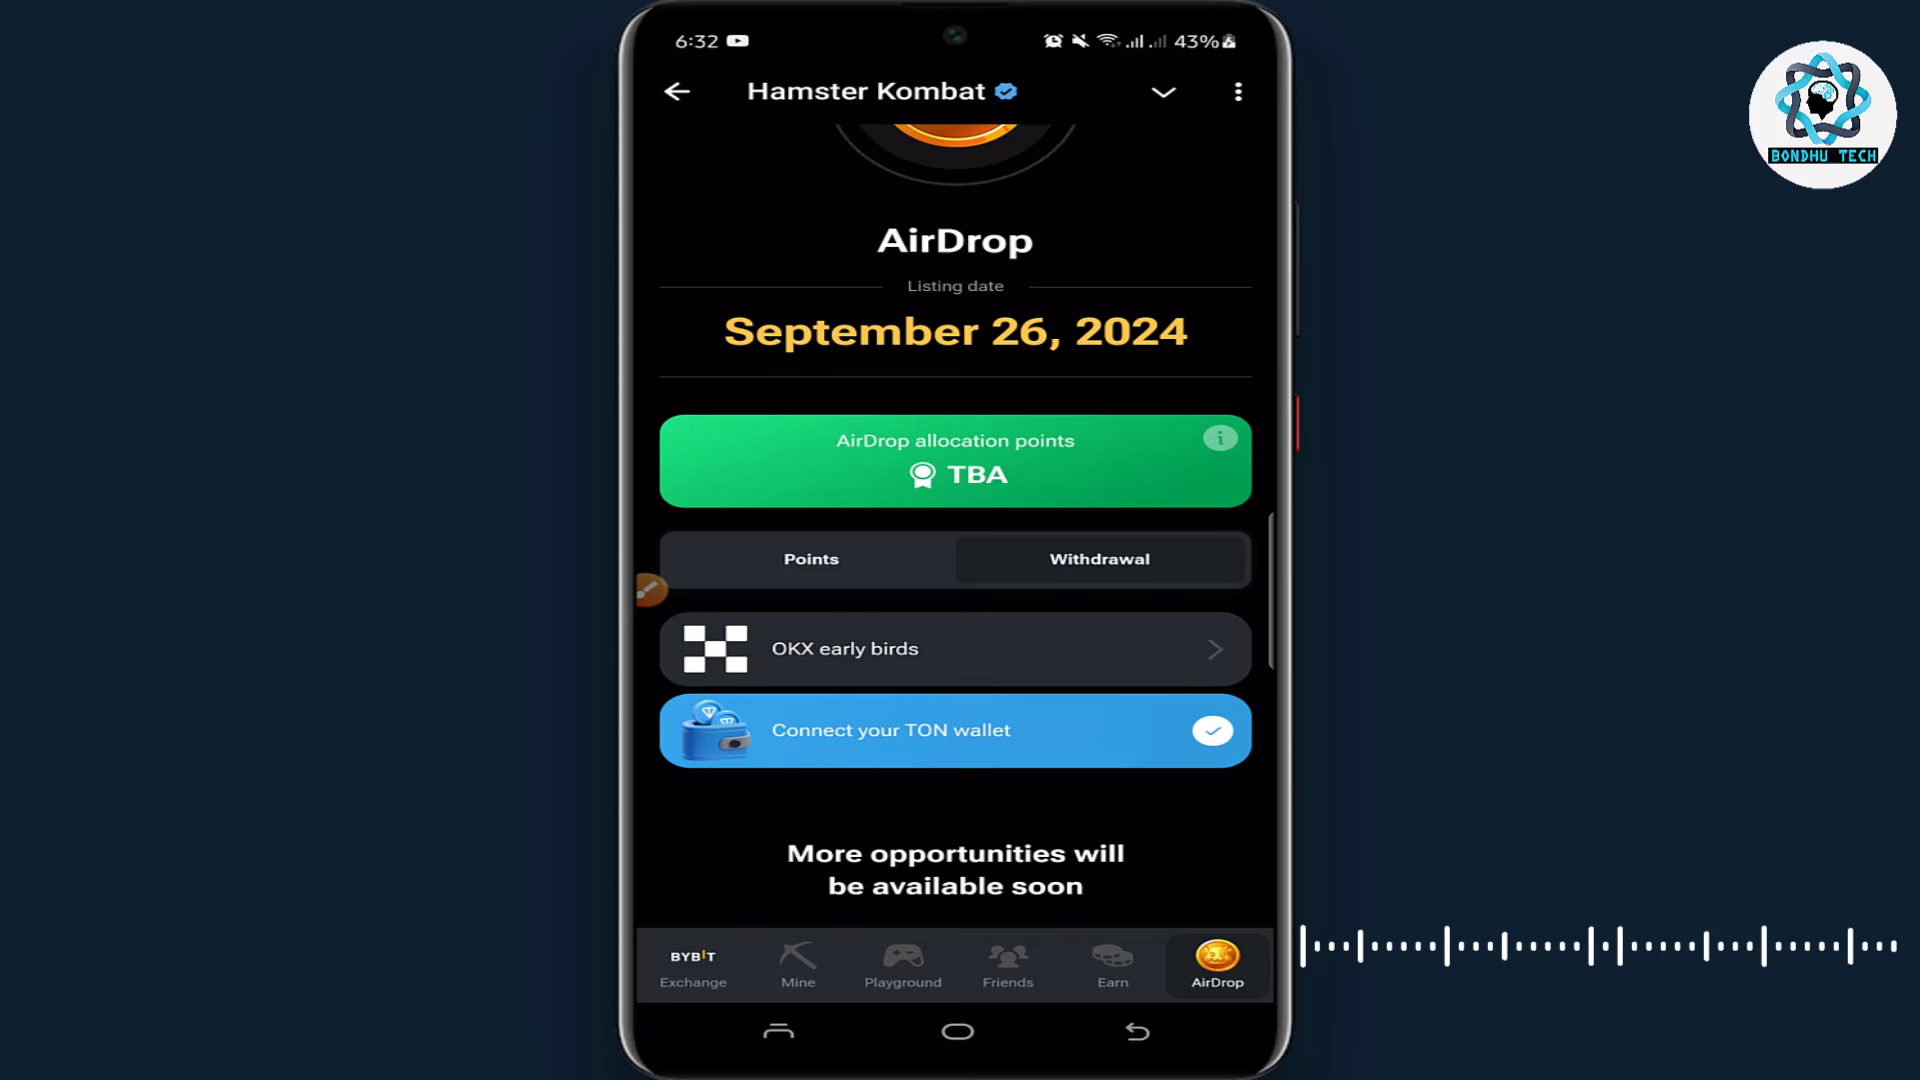 6:32
43%
Hamster Kombat
BONDHU TECH
AirDrop
Listing date
September 26, 2024
AirDrop allocation points
TBA
Points
Withdrawal
OKX early birds
Connect your TON wallet
More opportunities will
be available soon
BYBIT
Exchange
Mine
Playground
Friends
Earn
AirDrop